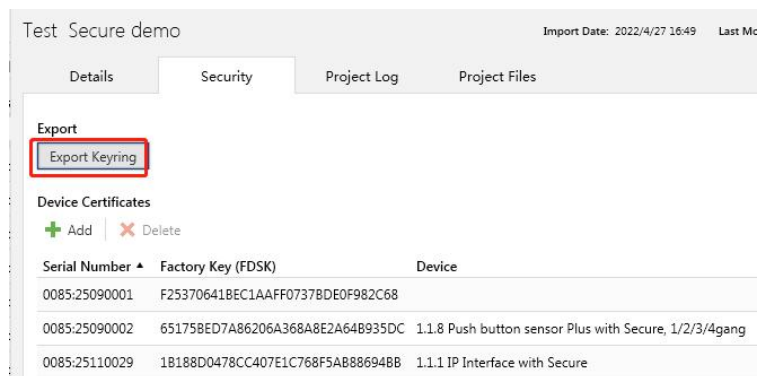 Test Secure demo Import Date: 2022/4/27 16:49 Last Mo
Details Security Project Log Project Files
Export
Export Keyring
Device Certificates
Add Delete
Serial Number Factory Key (FDSK) Device
0085:25090001 F25370641BEC1AAFF0737BDE0F982C68
0085:25090002 65175BED7A86206A368A8E2A64B935DC 1.1.8 Push button sensor Plus with Secure, 1/2/3/4gang
0085:25110029 1B188D0478CC407E1C768F5AB88694BB 1.1.1 IP Interface with Secure